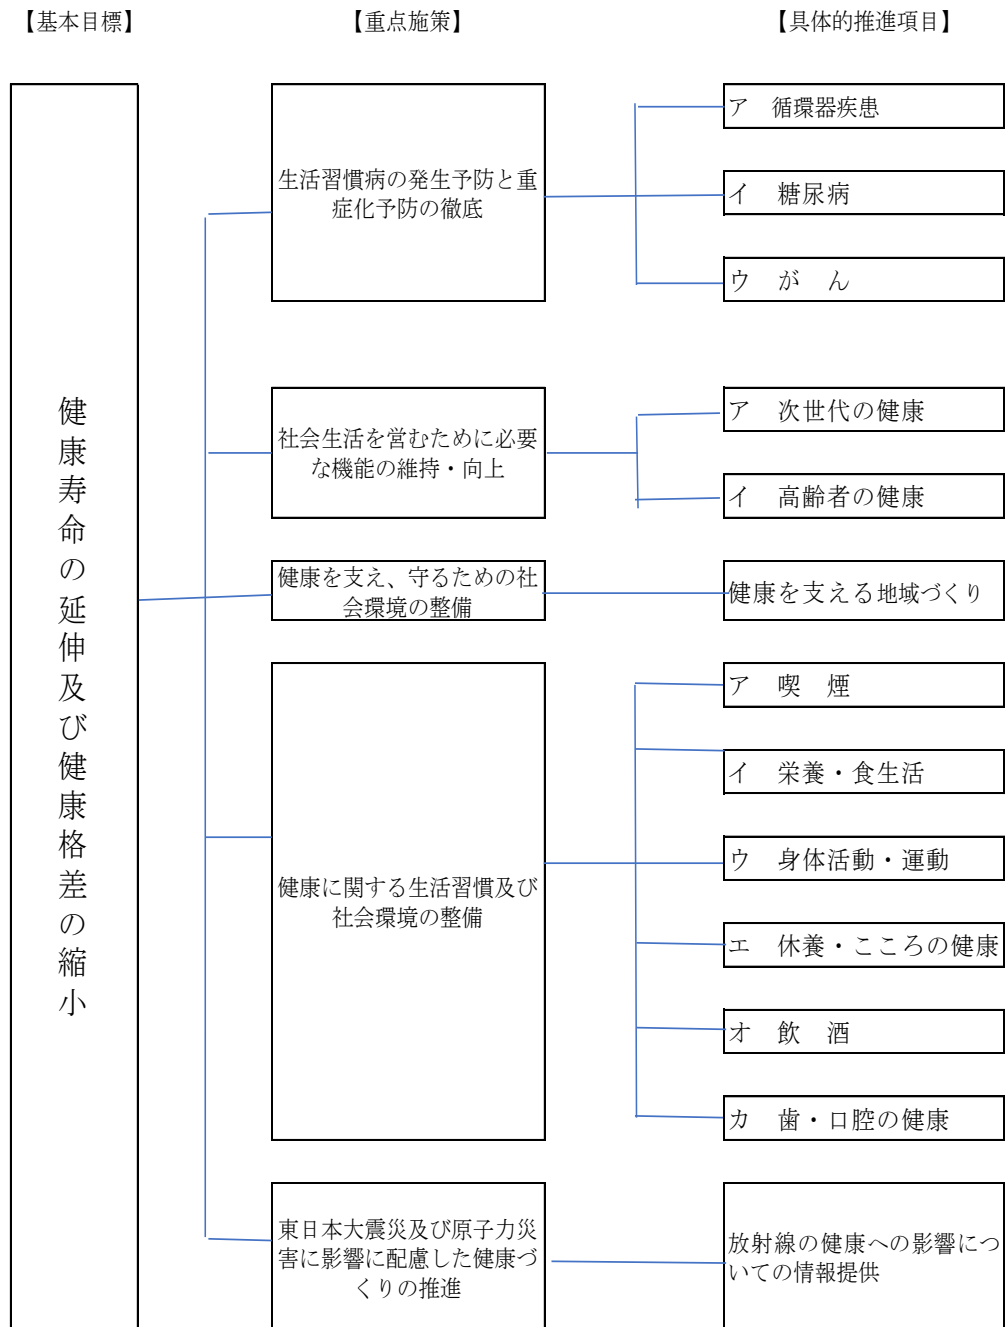 【基本目標】
【重点施策】
【具体的推進項目】
健康寿命の延伸及び健康格差の縮小
生活習慣病の発生予防と重
症化予防の徹底
ア　循環器疾患
イ　糖尿病
ウ　が　ん
社会生活を営むために必要
な機能の維持・向上
ア　次世代の健康
イ　高齢者の健康
健康を支え、守るための社
会環境の整備
健康を支える地域づくり
健康に関する生活習慣及び
社会環境の整備
ア　喫　煙
イ　栄養・食生活
ウ　身体活動・運動
エ　休養・こころの健康
オ　飲　酒
カ　歯・口腔の健康
東日本大震災及び原子力災
害に影響に配慮した健康づ
くりの推進
放射線の健康への影響につ
いての情報提供